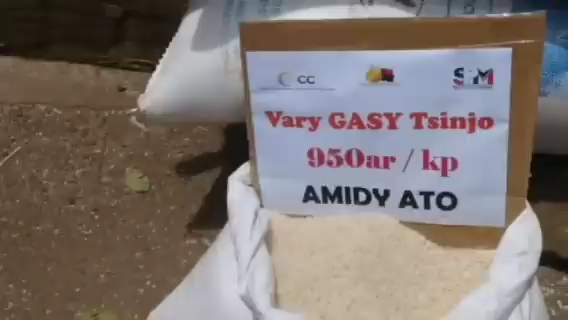 CC
SPM
Vary GASY Tsinjo
950ar / kp
AMIDY ATO